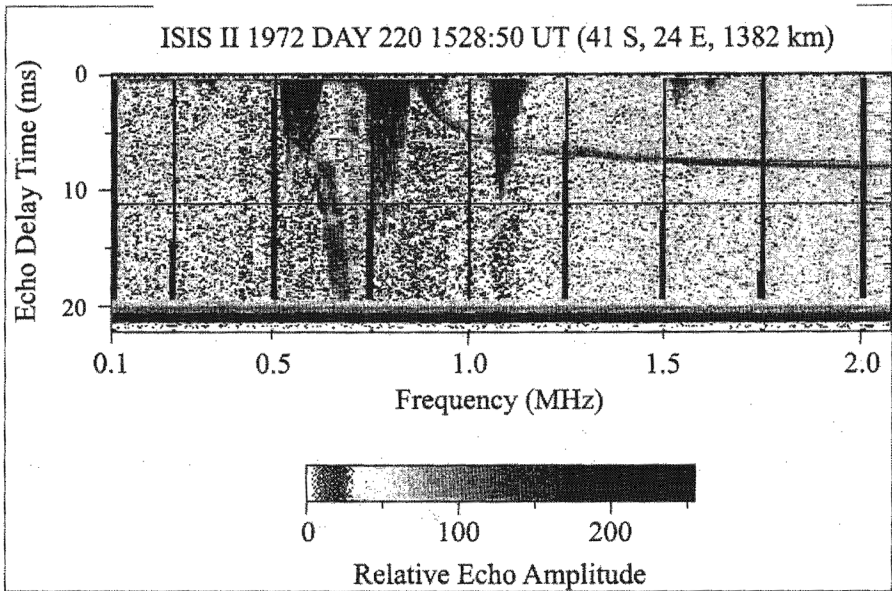 ISIS II 1972 DAY 220 1528:50 UT (41 S, 24 E, 1382 km)
Echo Delay Time (ms)
0
10
20
0.1 0.5 1.0 1.5 2.0
Frequency (MHz)
0 100 200
Relative Echo Amplitude